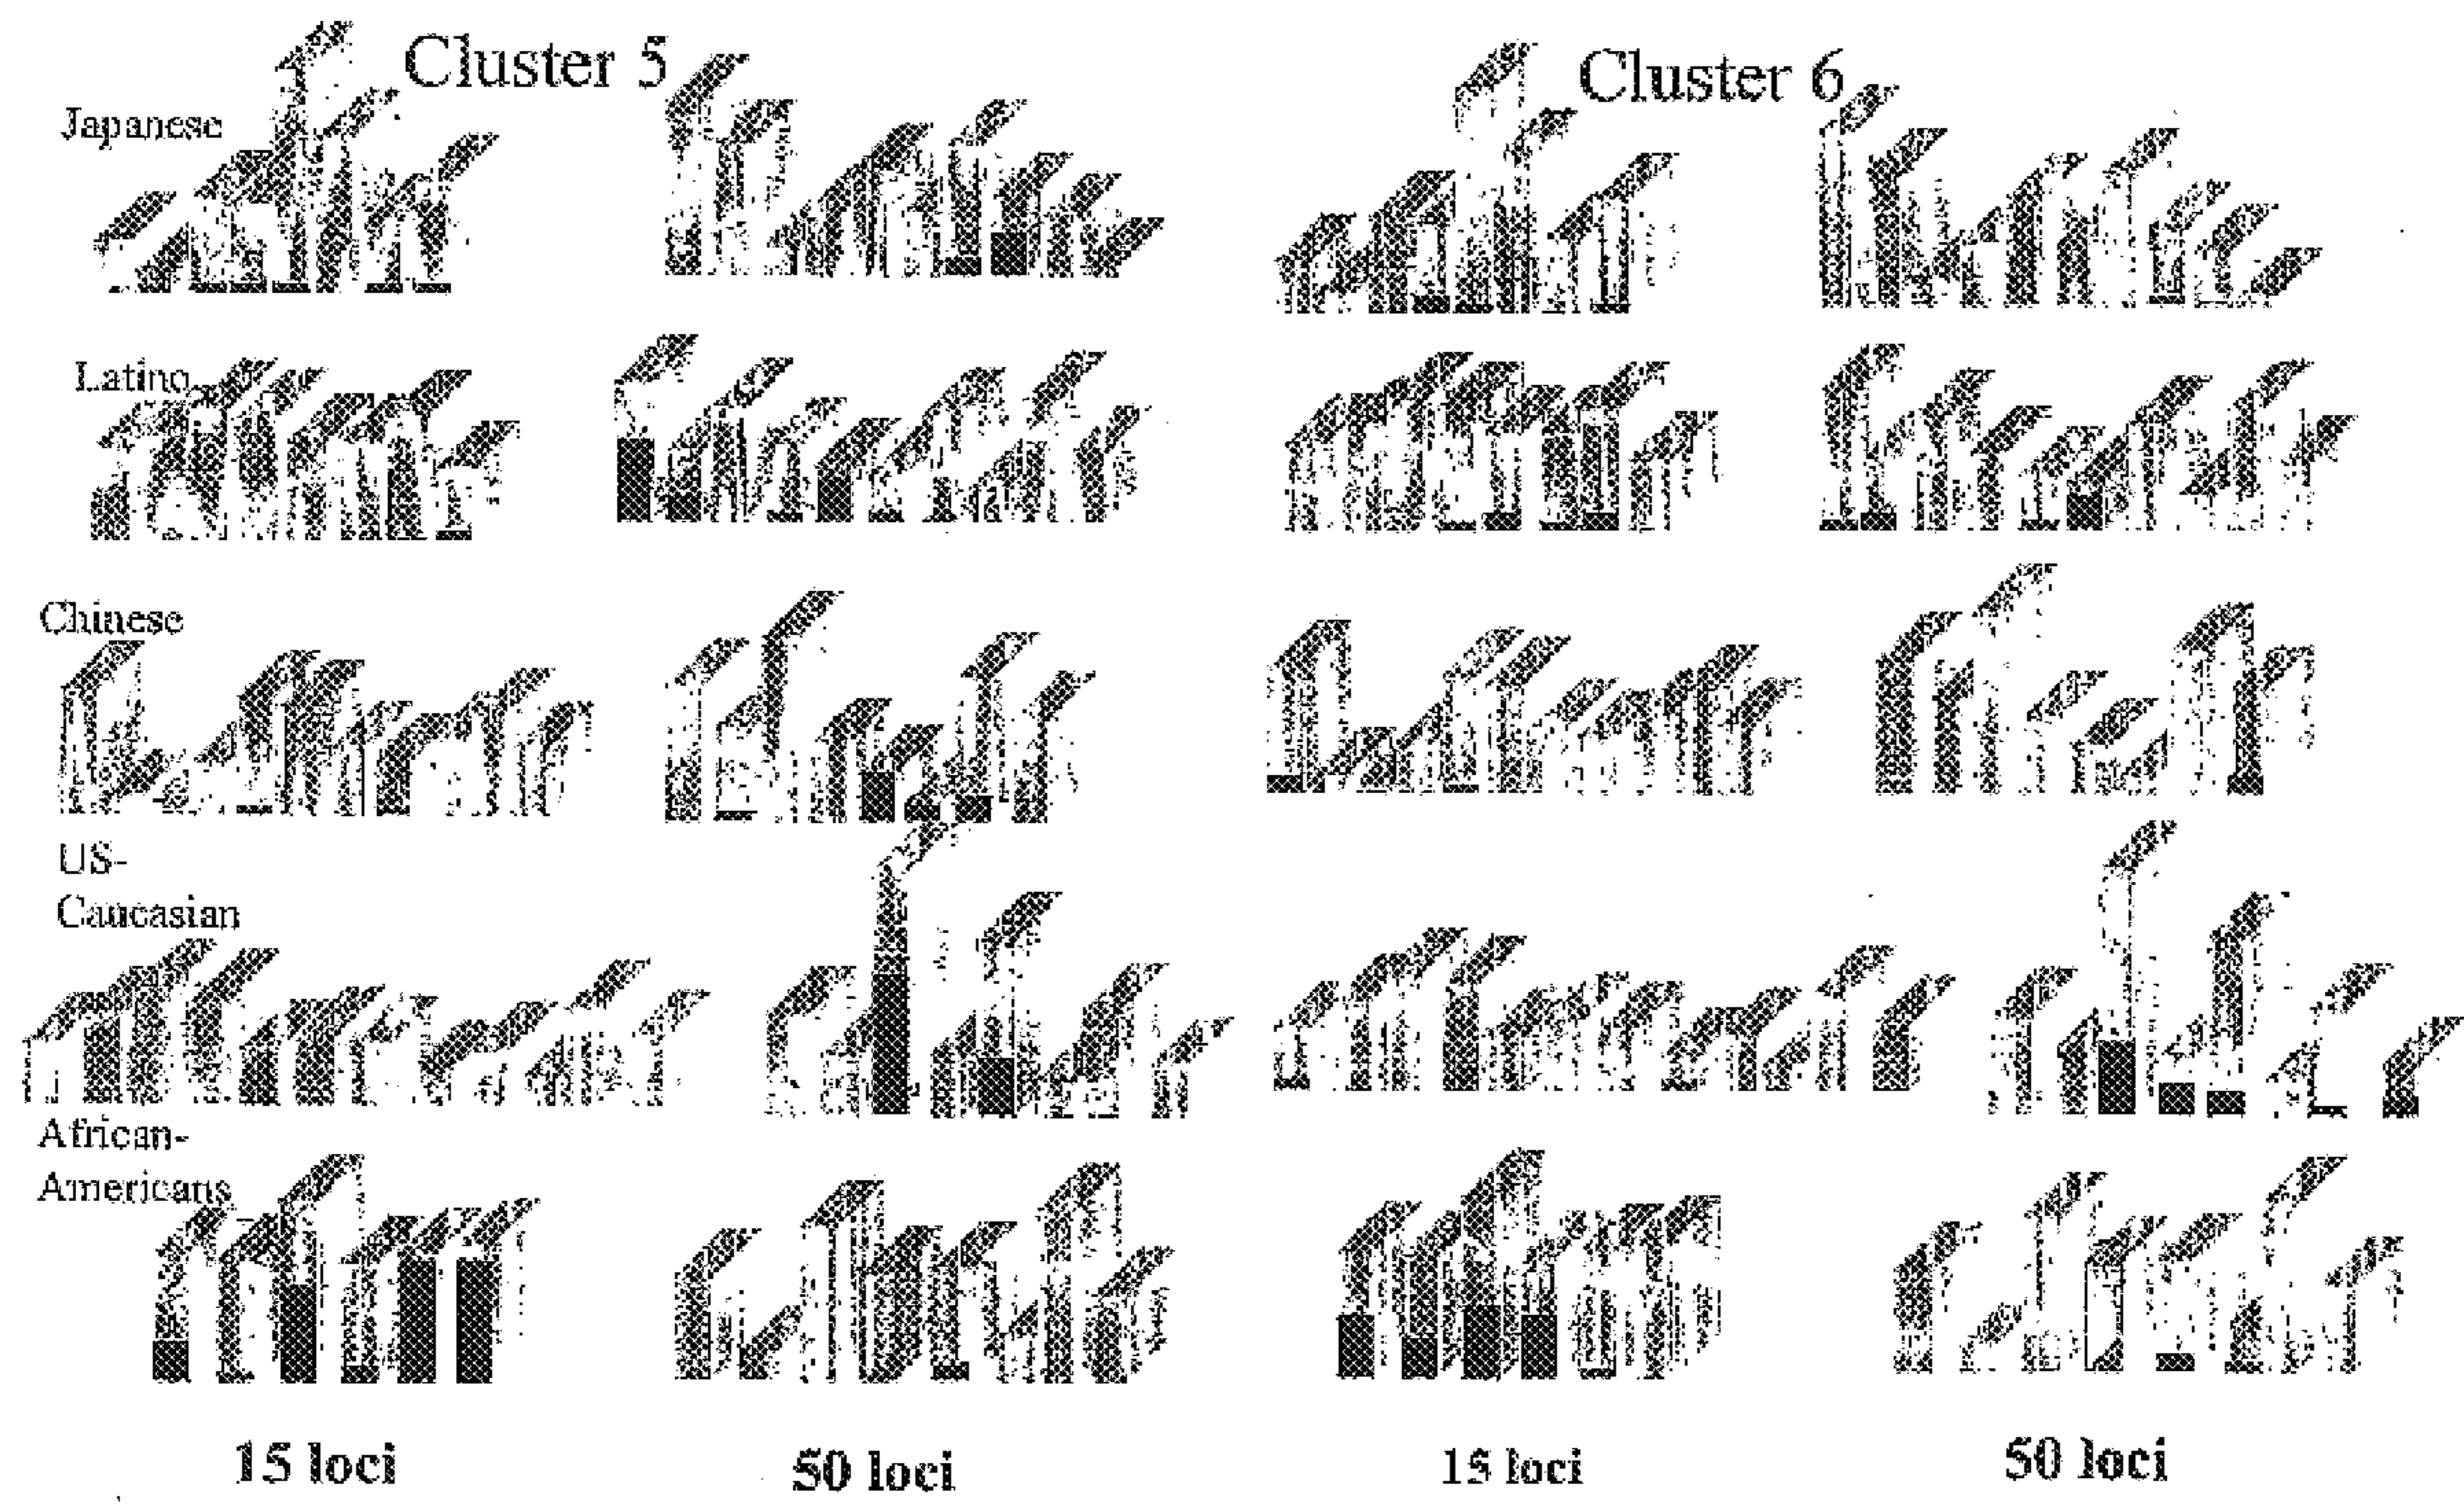 Cluster 5
Cluster 6
Japanese
Latino
Chinese
US-
Caucasian
African-
Americans
15 loci
50 loci
15 loci
50 loci